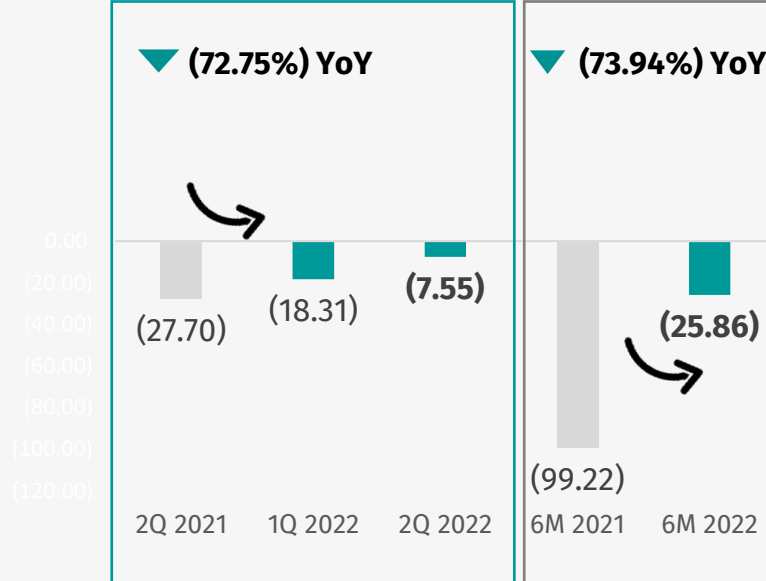 (72.75%) YoY
(73.94%) YoY
0.00
(20.00)
(40.00)
(60.00)
(80.00)
(100.00)
(120.00)
(27.70)
(18.31)
(7.55)
(99.22)
(25.86)
2Q 2021
1Q 2022
2Q 2022
6M 2021
6M 2022